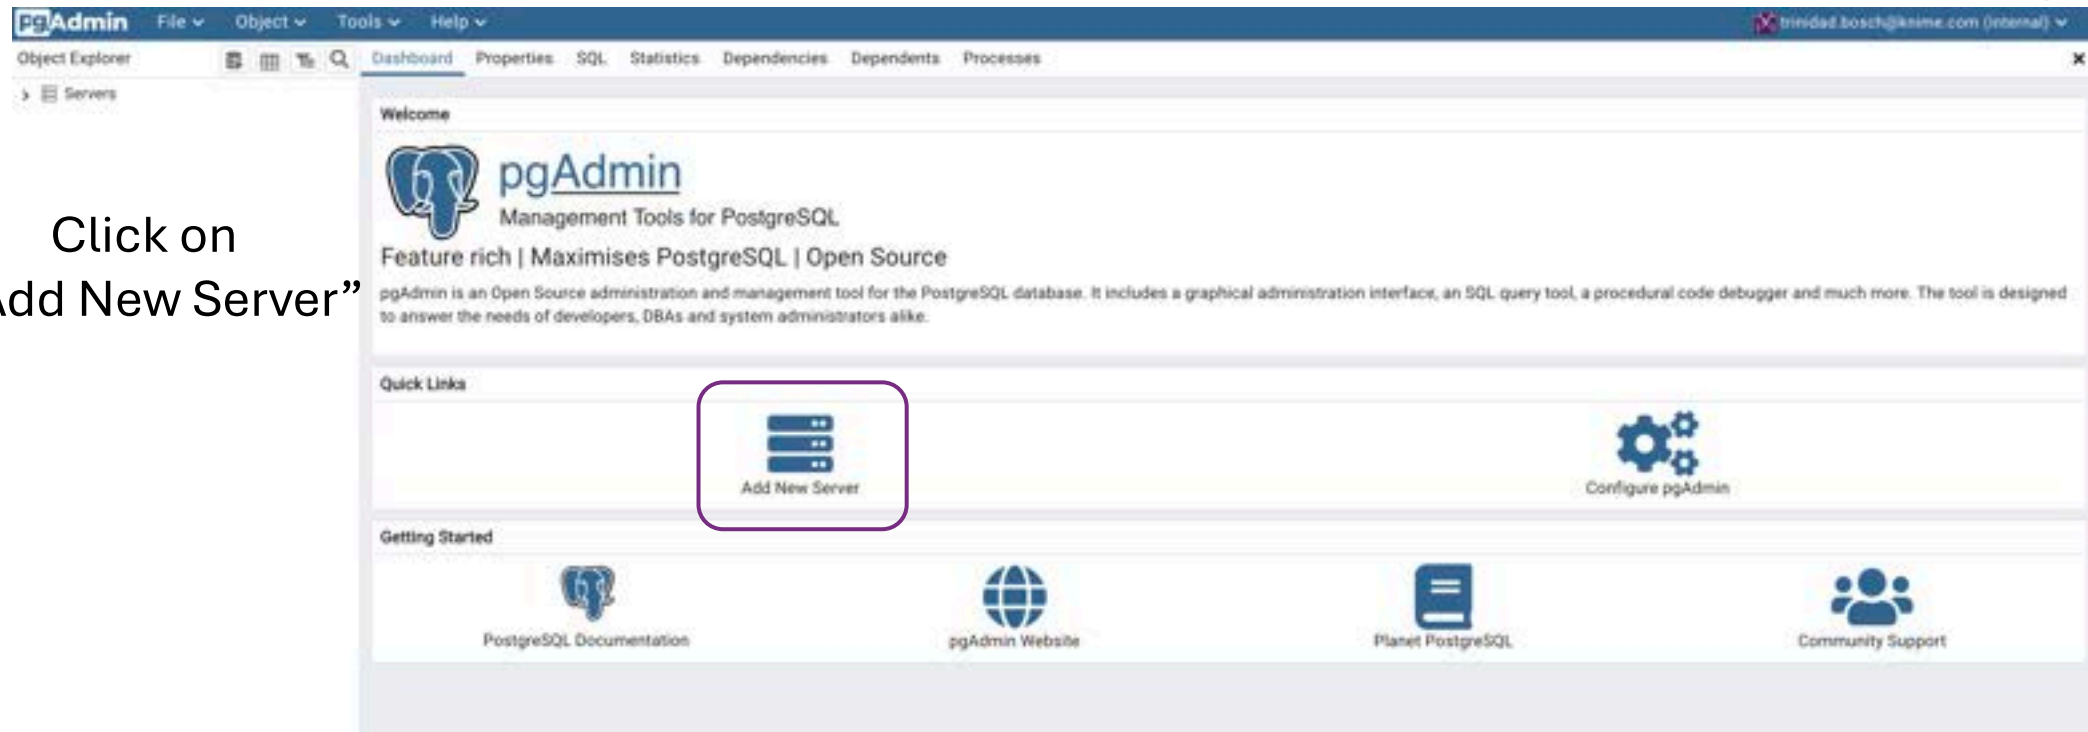 pgAdmin File Object Tools Help trinidad.bosch@knime.com (internal)
Object Explorer Dashboard Properties SQL Statistics Dependencies Dependents Processes
Servers
Welcome
pgAdmin
Management Tools for PostgreSQL
Feature rich | Maximises PostgreSQL | Open Source
pgAdmin is an Open Source administration and management tool for the PostgreSQL database. It includes a graphical administration interface, an SQL query tool, a procedural code debugger and much more. The tool is designed
to answer the needs of developers, DBAs and system administrators alike.
Click on
Add New Server”
Quick Links
Add New Server Configure pgAdmin
Getting Started
PostgreSQL Documentation pgAdmin Website Planet PostgreSQL Community Support